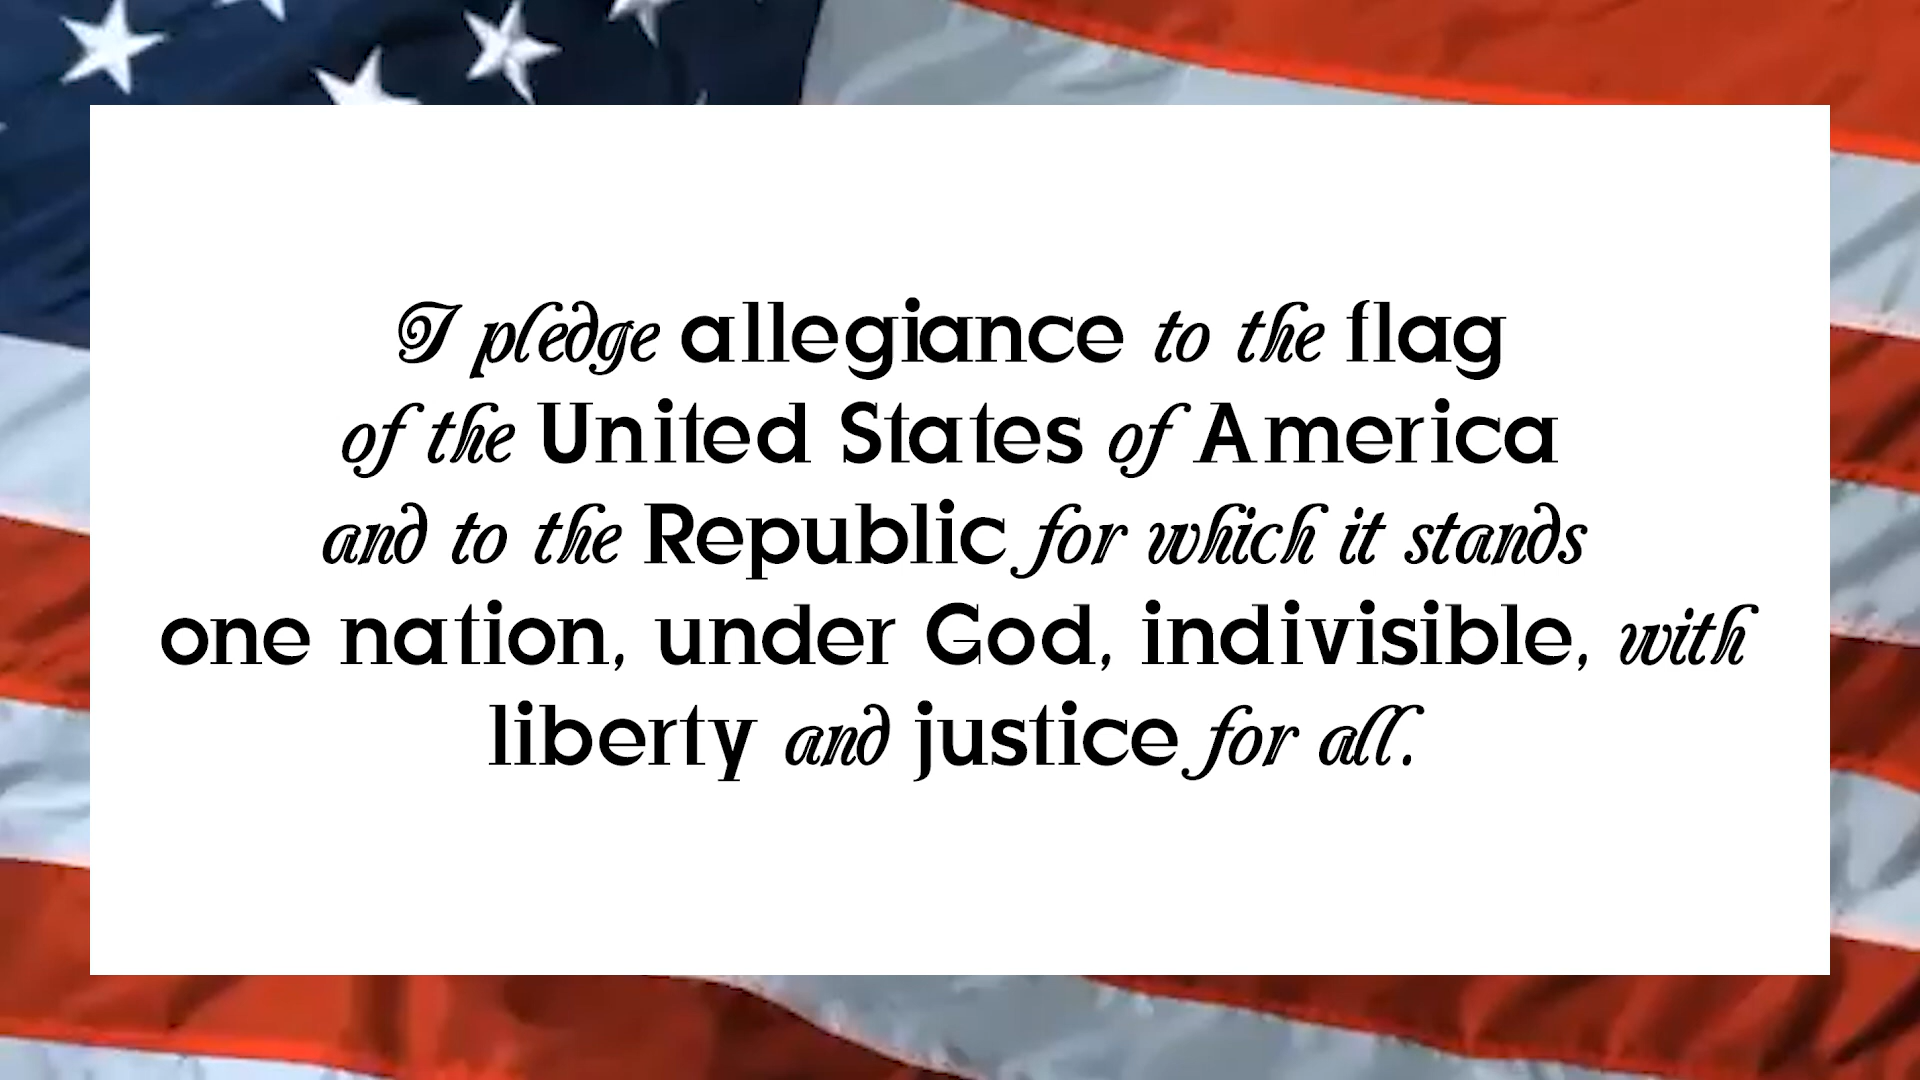 I pledge allegiance to the flag
of the United States of America
and to the Republic for which it stands
one nation, under God, indivisible, with
liberty and justice for all.